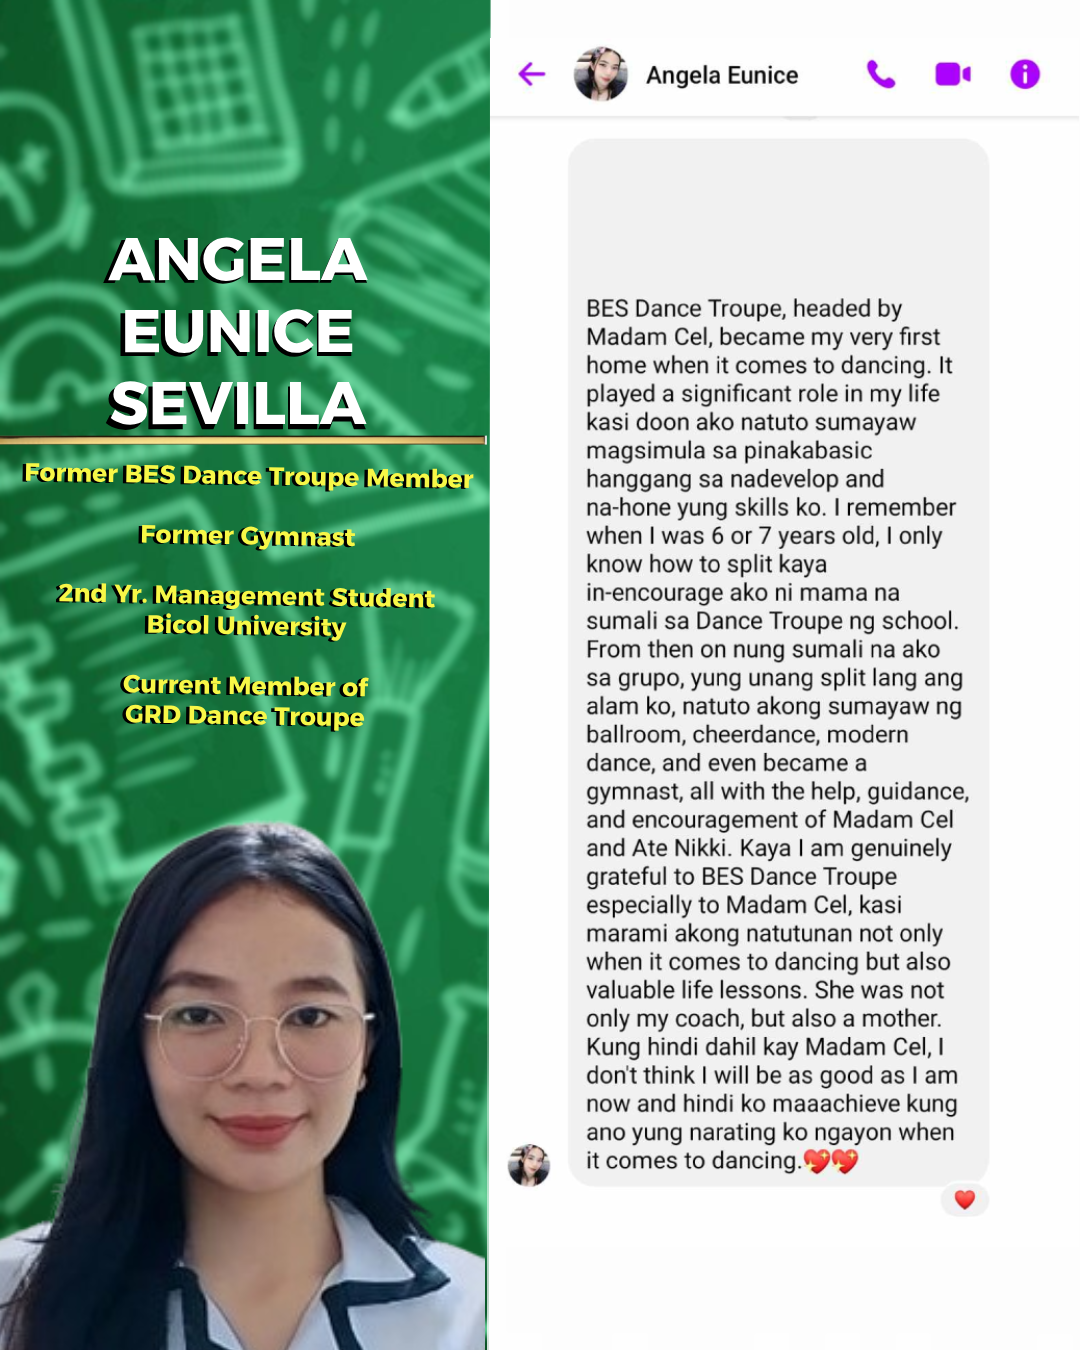 ANGELA
EUNICE
SEVILLA
Former BES Dance Troupe Member
Former Gymnast
2nd Yr. Management Student
Bicol University
Current Member of
GRD Dance Troupe
Angela Eunice
BES Dance Troupe, headed by
Madam Cel, became my very first
home when it comes to dancing. It
played a significant role in my life
kasi doon ako natuto sumayaw
magsimula sa pinakabasic
hanggang sa nadevelop and
na-hone yung skills ko. I remember
when I was 6 or 7 years old, I only
know how to split kaya
in-encourage ako ni mama na
sumali sa Dance Troupe ng school.
From then on nung sumali na ako
sa grupo, yung unang split lang ang
alam ko, natuto akong sumayaw ng
ballroom, cheerdance, modern
dance, and even became a
gymnast, all with the help, guidance,
and encouragement of Madam Cel
and Ate Nikki. Kaya I am genuinely
grateful to BES Dance Troupe
especially to Madam Cel, kasi
marami akong natutunan not only
when it comes to dancing but also
valuable life lessons. She was not
only my coach, but also a mother.
Kung hindi dahil kay Madam Cel, I
don't think I will be as good as I am
now and hindi ko maaachieve kung
ano yung narating ko ngayon when
it comes to dancing.💖💖